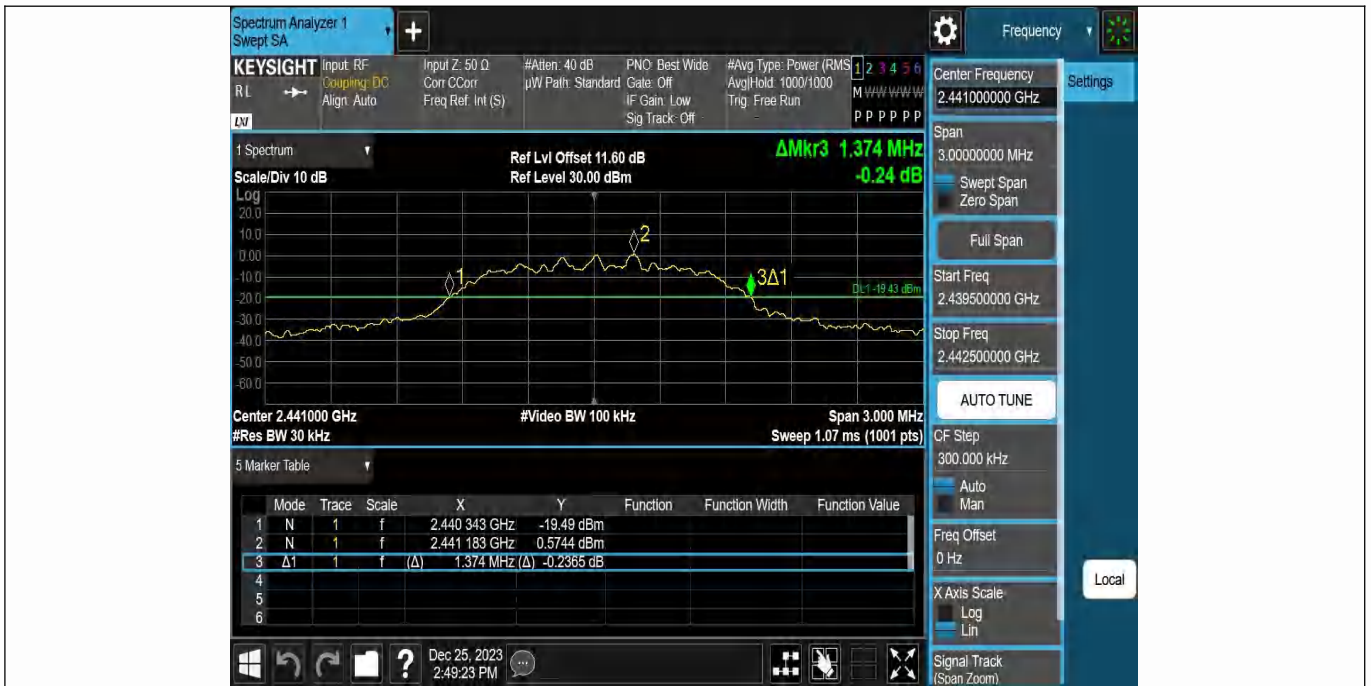 Spectrum Analyzer 1
Swept SA
+
Frequency
KEYSIGHT Input: RF Input Z: 50 Ω #Atten: 40 dB PNO: Best Wide #Avg Type: Power (RMS 1 2 3 4 5 6
RL Coupling: DC Corr CCorr µW Path: Standard Gate: Off Avg|Hold: 1000/1000 M W W W W W
Align: Auto Freq Ref: Int (S) IF Gain: Low Trig: Free Run P P P P P P
LXI Sig Track: Off
1 Spectrum
Ref Lvl Offset 11.60 dB ΔMkr3 1.374 MHz
Scale/Div 10 dB Ref Level 30.00 dBm -0.24 dB
Log
20.0
10.0
0.00
-10.0
-20.0
-30.0
-40.0
-50.0
-60.0
1
2
3Δ1
DL1 -19.43 dBm
Center 2.441000 GHz #Video BW 100 kHz Span 3.000 MHz
#Res BW 30 kHz Sweep 1.07 ms (1001 pts)
5 Marker Table
Mode Trace Scale X Y Function Function Width Function Value
1 N 1 f 2.440 343 GHz -19.49 dBm
2 N 1 f 2.441 183 GHz 0.5744 dBm
3 Δ1 1 f (Δ) 1.374 MHz (Δ) -0.2365 dB
4
5
6
?
Dec 25, 2023
2:49:23 PM
Center Frequency
2.441000000 GHz
Settings
Span
3.00000000 MHz
Swept Span
Zero Span
Full Span
Start Freq
2.439500000 GHz
Stop Freq
2.442500000 GHz
AUTO TUNE
CF Step
300.000 kHz
Auto
Man
Freq Offset
0 Hz
Local
X Axis Scale
Log
Lin
Signal Track
(Span Zoom)